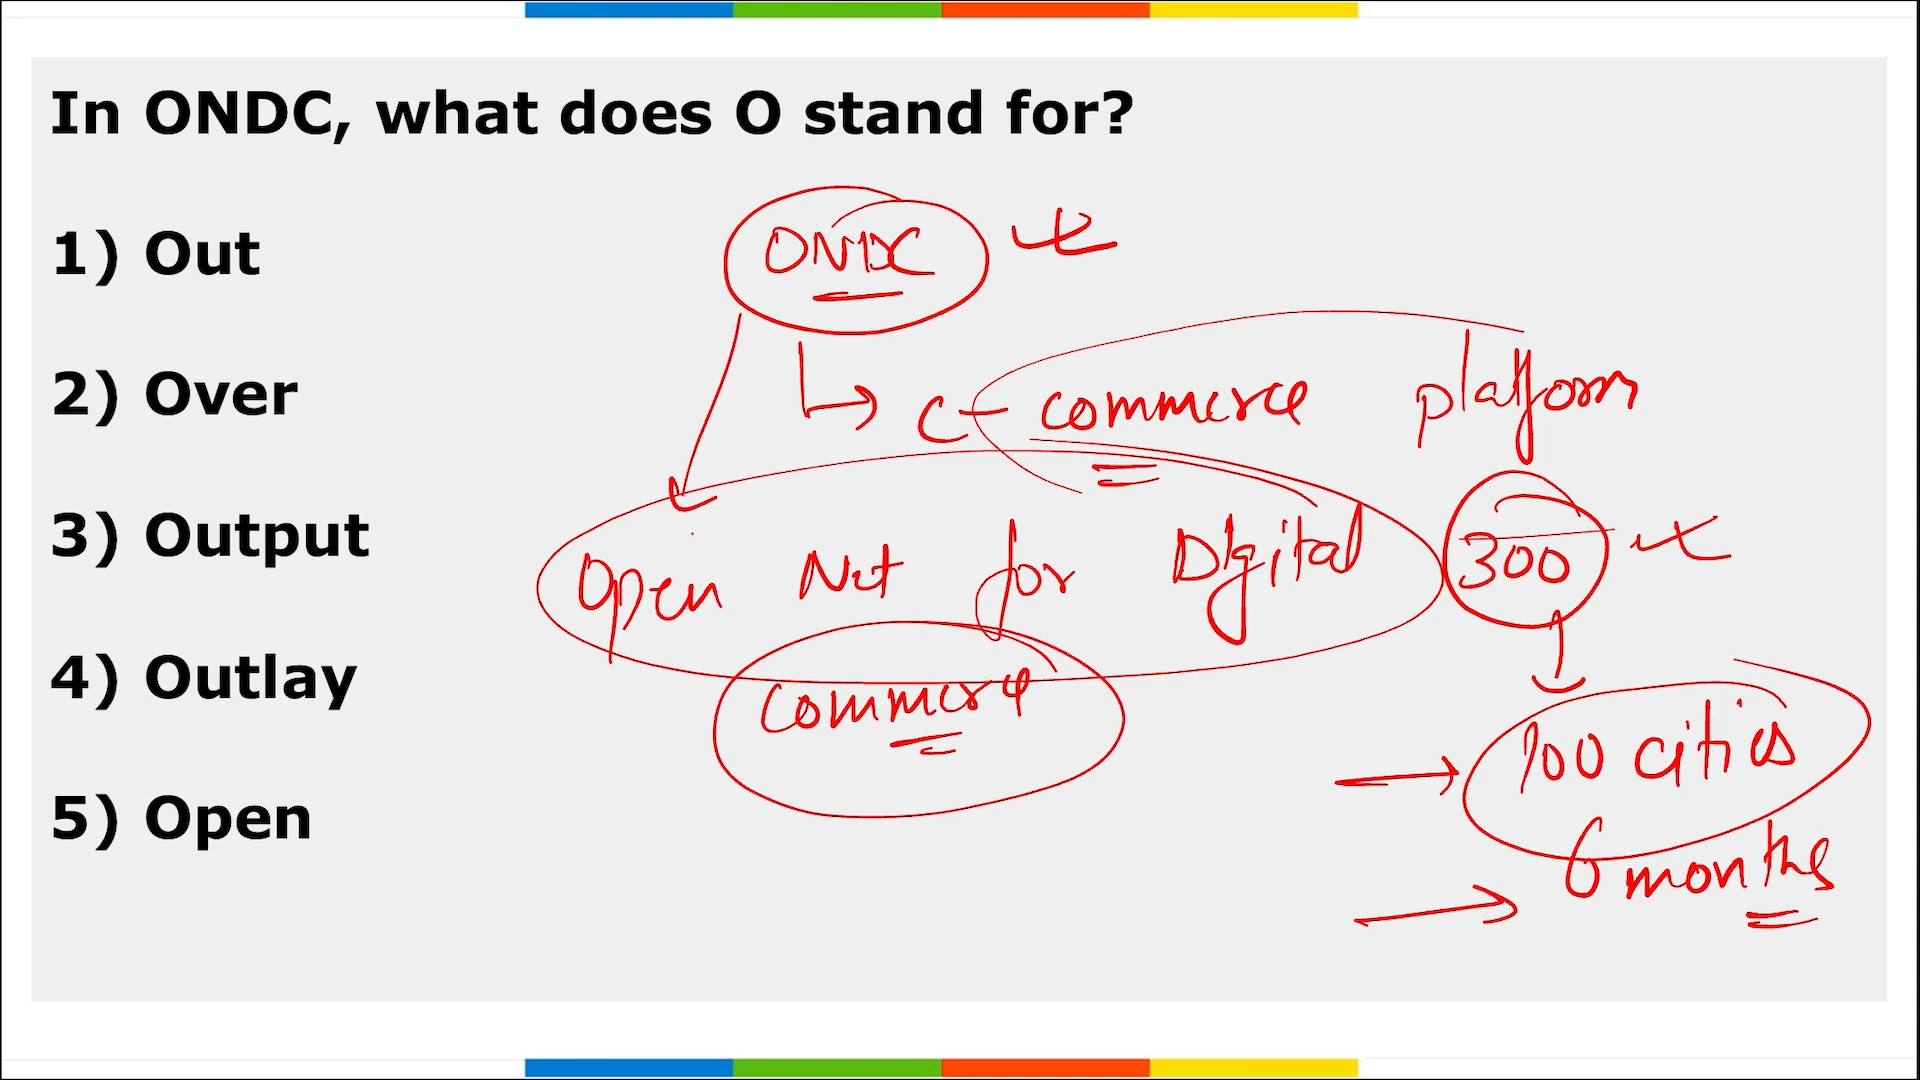 In ONDC, what does O stand for?
1) Out
ONDC
2) Over
e-commerce platform
3) Output
Open Net for Digital
300
4) Outlay
commerce
100 cities
5) Open
6 months